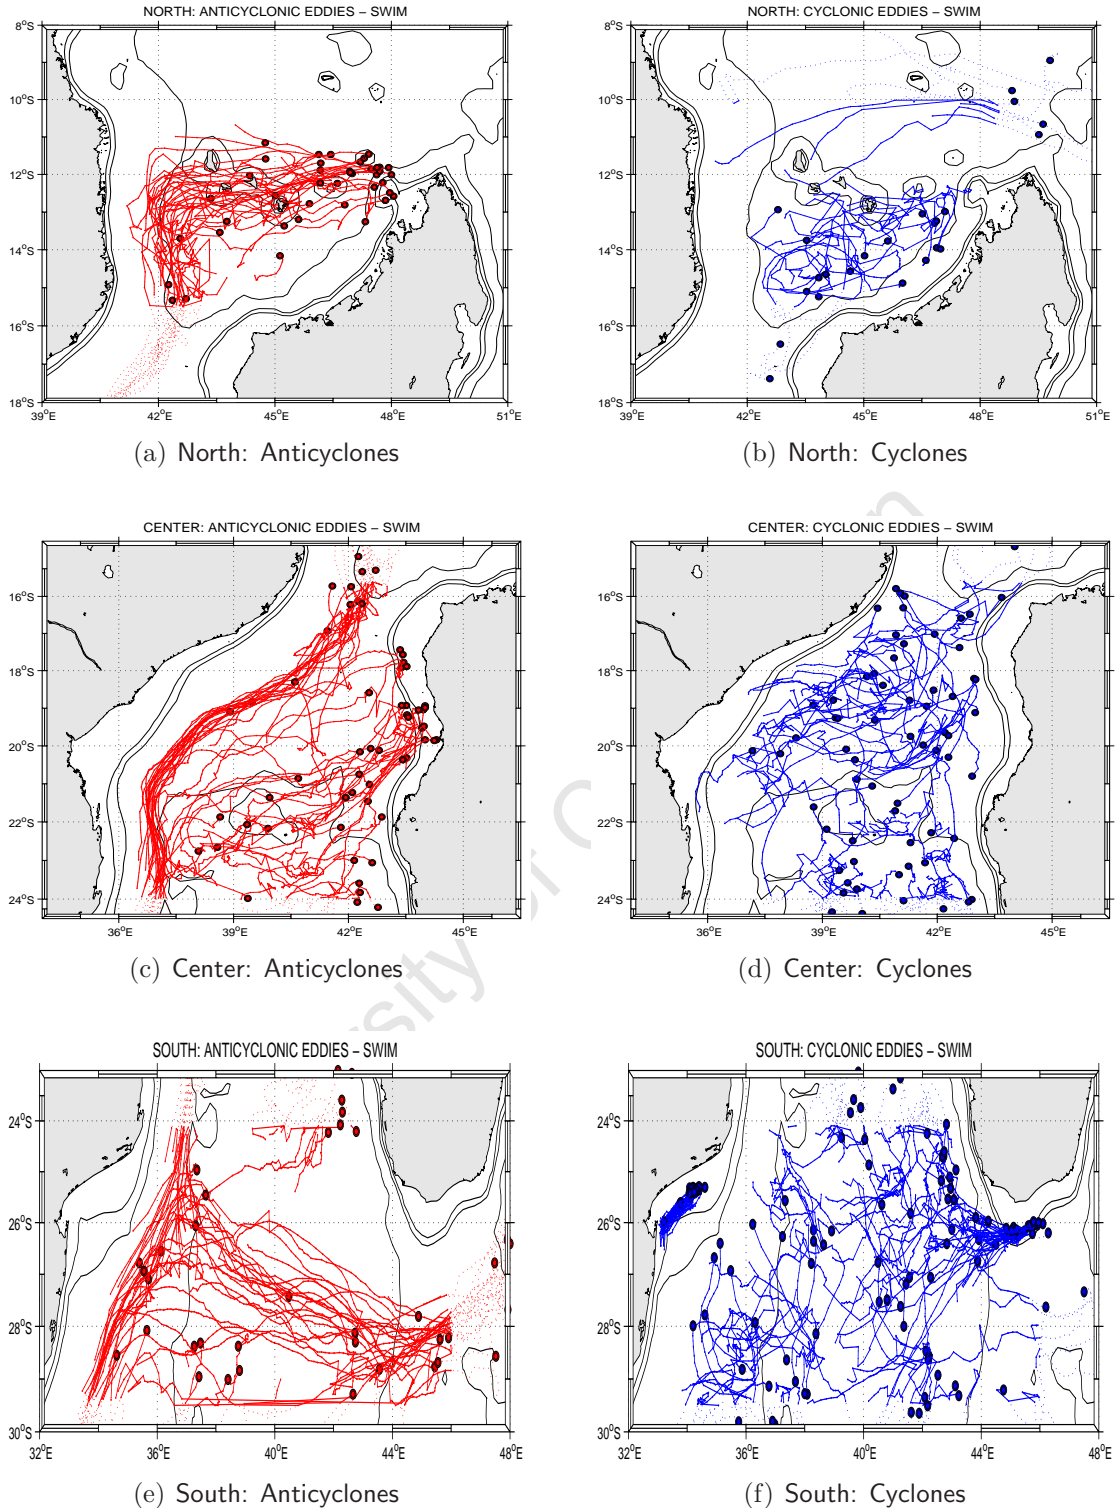 NORTH: ANTICYCLONIC EDDIES – SWIM
NORTH: CYCLONIC EDDIES – SWIM
8°S
10°S
12°S
14°S
16°S
18°S
39°E 42°E 45°E 48°E 51°E
8°S
10°S
12°S
14°S
16°S
18°S
39°E 42°E 45°E 48°E 51°E
(a) North: Anticyclones
(b) North: Cyclones
CENTER: ANTICYCLONIC EDDIES – SWIM
CENTER: CYCLONIC EDDIES – SWIM
16°S
18°S
20°S
22°S
24°S
36°E 39°E 42°E 45°E
16°S
18°S
20°S
22°S
24°S
36°E 39°E 42°E 45°E
(c) Center: Anticyclones
(d) Center: Cyclones
SOUTH: ANTICYCLONIC EDDIES – SWIM
SOUTH: CYCLONIC EDDIES – SWIM
24°S
26°S
28°S
30°S
32°E 36°E 40°E 44°E 48°E
24°S
26°S
28°S
30°S
32°E 36°E 40°E 44°E 48°E
(e) South: Anticyclones
(f) South: Cyclones